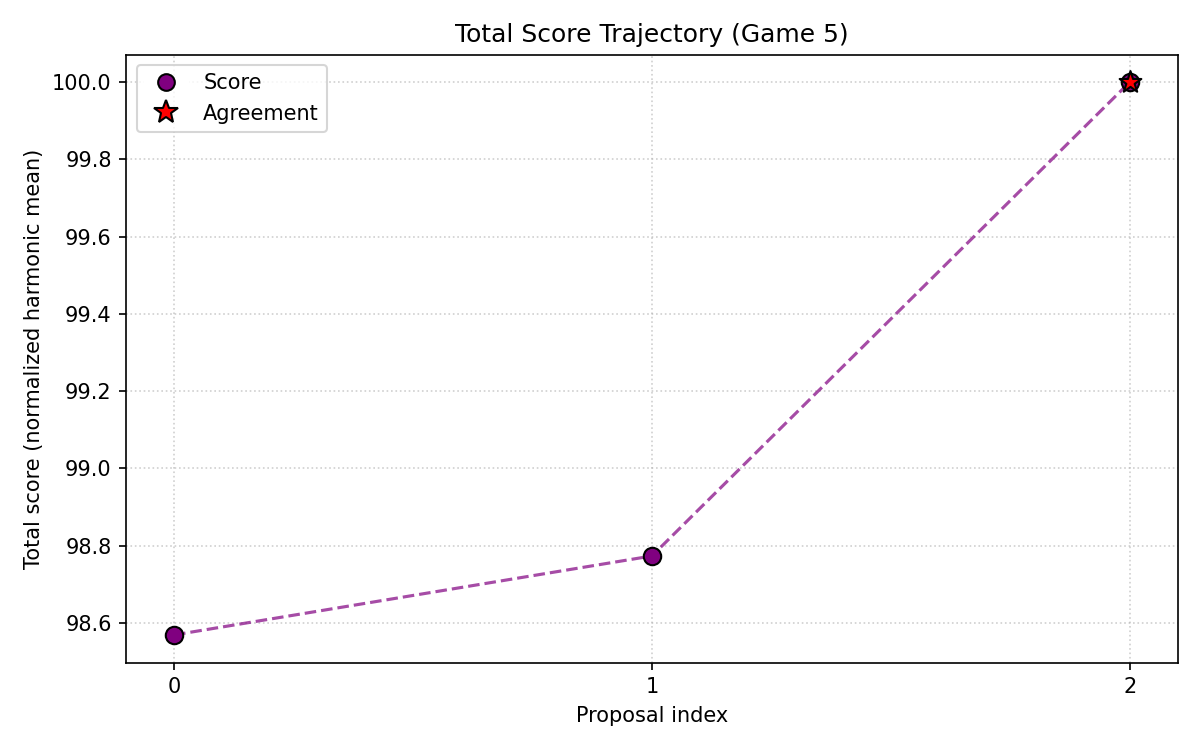 Total Score Trajectory (Game 5)
Score
Agreement
Total score (normalized harmonic mean)
100.0
99.8
99.6
99.4
99.2
99.0
98.8
98.6
0
1
2
Proposal index